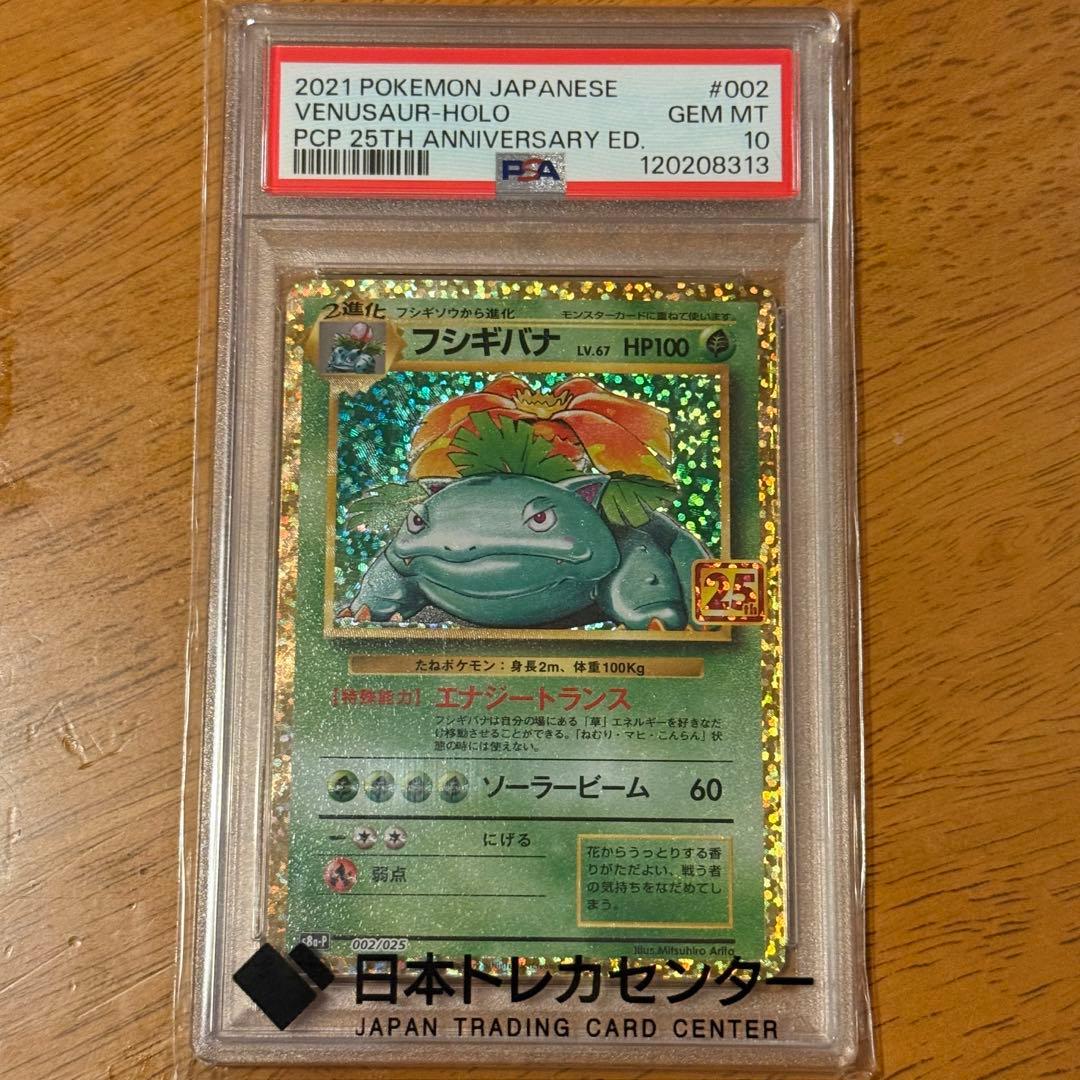 2021 POKEMON JAPANESE #002
VENUSAUR-HOLO GEM MT
PCP 25TH ANNIVERSARY ED. 10
PSA 120208313
2進化 フシギソウから進化 モンスターカードに重ねて使います。
フシギバナ LV.67 HP100
25th
たねポケモン：身長2m、体重100Kg
【特殊能力】 エナジートランス
フシギバナは自分の場にある「草」エネルギーを好きなだ
け移動させることができる。「ねむり・マヒ・こんらん」状
態の時には使えない。
ソーラービーム 60
にげる
弱点
花からうっとりする香
りがただよい、戦う者
の気持ちをなだめてし
まう。
s8a-P 002/025 Illus.Mitsuhiro Arita
日本トレカセンター
JAPAN TRADING CARD CENTER